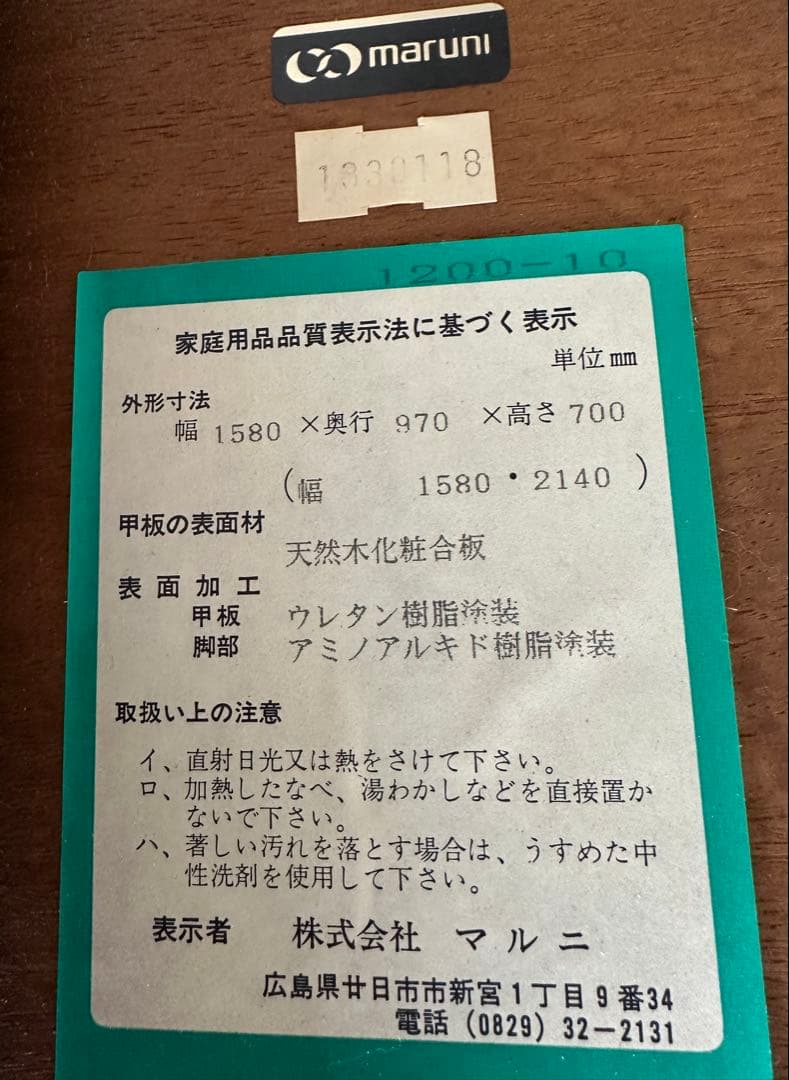 maruni
1830118
1200-10
家庭用品品質表示法に基づく表示
単位mm
外形寸法
幅 1580 ×奥行 970 ×高さ 700
(幅 1580・2140 )
甲板の表面材
天然木化粧合板
表面加工
甲板 ウレタン樹脂塗装
脚部 アミノアルキド樹脂塗装
取扱い上の注意
イ、直射日光又は熱をさけて下さい。
ロ、加熱したなべ、湯わかしなどを直接置か
ないで下さい。
ハ、著しい汚れを落とす場合は、うすめた中
性洗剤を使用して下さい。
表示者 株式会社 マルニ
広島県廿日市市新宮1丁目9番34
電話(0829)32-2131